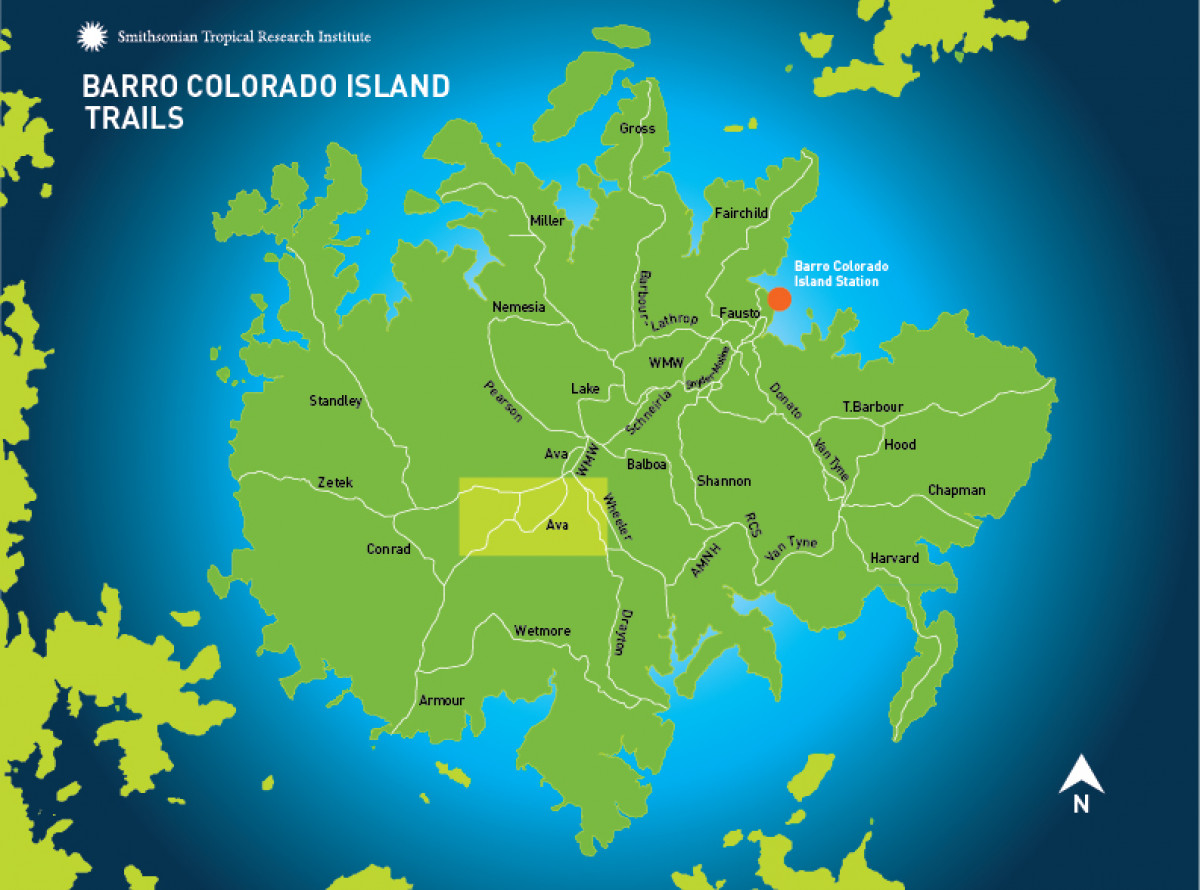 Smithsonian Tropical Research Institute
BARRO COLORADO ISLAND
TRAILS
Gross
Miller
Fairchild
Barro Colorado
Island Station
Barbour
Nemesia
Lathrop
Fausto
WMW
Snyder-Molino
Lake
Standley
Pearson
Schneirla
Donato
T.Barbour
Hood
Ava
WMW
Balboa
Van Tyne
Zetek
Shannon
Chapman
Ava
Wheeler
RCS
Conrad
Van Tyne
AMNH
Harvard
Wetmore
Drayton
Armour
N